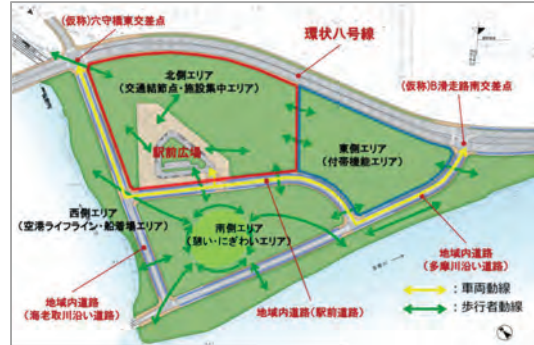 (仮称)穴守橋東交差点
環状八号線
北側エリア
(交通結節点・施設集中エリア)
(仮称)B滑走路南交差点
駅前広場
東側エリア
(付帯機能エリア)
西側エリア
(空港ライフライン・船着場エリア)
南側エリア
(憩い・にぎわいエリア)
地域内道路
(多摩川沿い道路)
地域内道路
(海老取川沿い道路)
地域内道路(駅前道路)
:車両動線
:歩行者動線